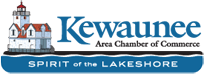 Kewaunee
Area Chamber of Commerce
SPIRIT of the LAKESHORE